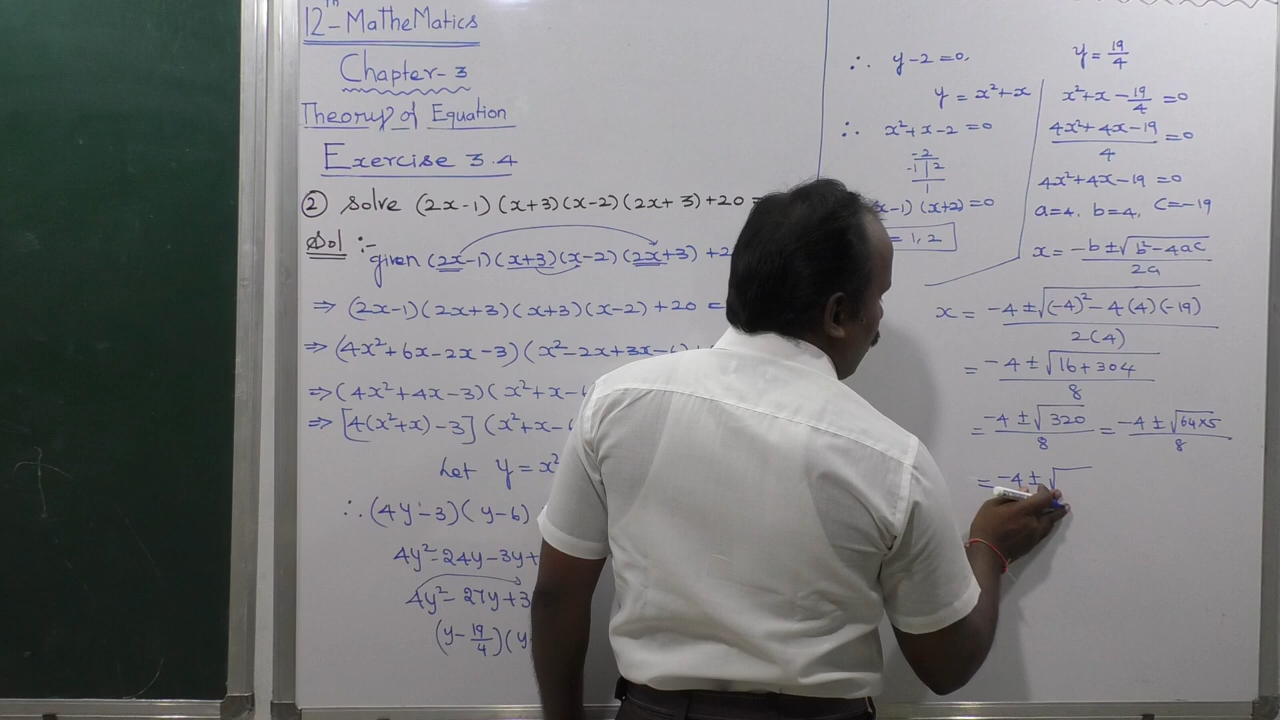 12th MatheMatics
Chapter-3
Theory of Equation
Exercise 3.4
② Solve (2x-1)(x+3)(x-2)(2x+3)+20
Sol :-
given (2x-1)(x+3)(x-2)(2x+3)+2
⇒ (2x-1)(2x+3)(x+3)(x-2)+20 =
⇒ (4x²+6x-2x-3)(x²-2x+3x-6)
⇒ (4x²+4x-3)(x²+x-
⇒ [4(x²+x)-3](x²+x-
Let y = x²
∴ (4y-3)(y-6)
4y²-24y-3y+
4y²-27y+3
(y-19/4)(y
∴ y-2=0,
y = x²+x
∴ x²+x-2=0
-2
-1 | 2
1
x-1)(x+2)=0
= 1, 2
y = 19/4
x²+x-19/4=0
4x²+4x-19/4=0
4x²+4x-19=0
a=4, b=4, c=-19
x = -b±√b²-4ac/2a
x = -4±√(-4)²-4(4)(-19)/2(4)
= -4±√16+304/8
= -4±√320/8 = -4±√64×5/8
= -4±√